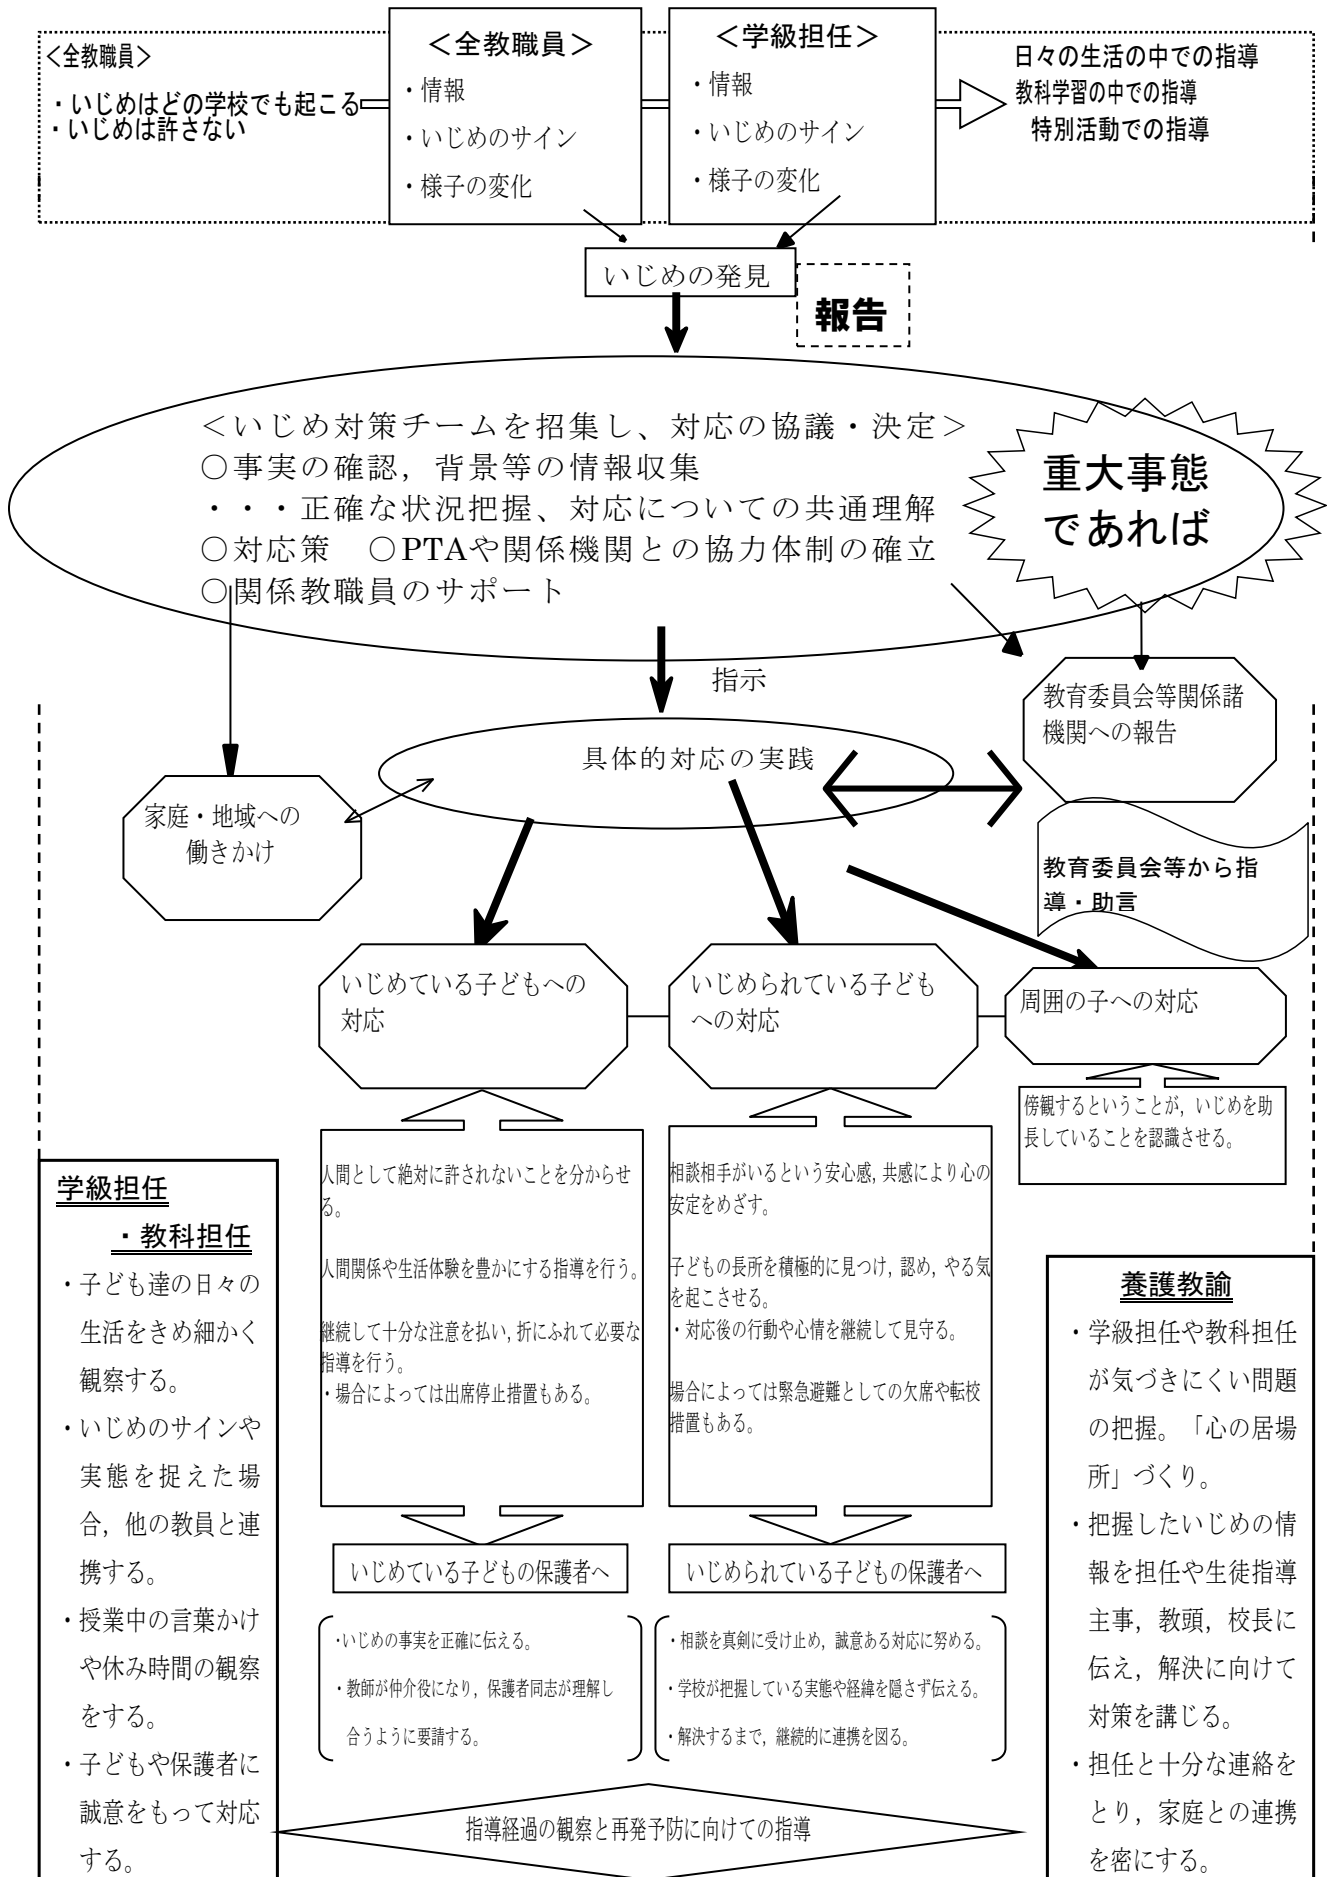 ＜全教職員＞
・いじめはどの学校でも起こる
・いじめは許さない
＜全教職員＞
・情報
・いじめのサイン
・様子の変化
＜学級担任＞
・情報
・いじめのサイン
・様子の変化
日々の生活の中での指導
教科学習の中での指導
特別活動での指導
いじめの発見
報告
＜いじめ対策チームを招集し、対応の協議・決定＞
○事実の確認，背景等の情報収集
・・・正確な状況把握、対応についての共通理解
○対応策　○PTAや関係機関との協力体制の確立
○関係教職員のサポート
重大事態
であれば
指示
教育委員会等関係諸
機関への報告
具体的対応の実践
家庭・地域への
働きかけ
教育委員会等から指
導・助言
いじめている子どもへの
対応
いじめられている子ども
への対応
周囲の子への対応
傍観するということが，いじめを助
長していることを認識させる。
人間として絶対に許されないことを分からせ
る。
人間関係や生活体験を豊かにする指導を行う。
継続して十分な注意を払い，折にふれて必要な
指導を行う。
・場合によっては出席停止措置もある。
相談相手がいるという安心感，共感により心の
安定をめざす。
子どもの長所を積極的に見つけ，認め，やる気
を起こさせる。
・対応後の行動や心情を継続して見守る。
場合によっては緊急避難としての欠席や転校
措置もある。
学級担任
・教科担任
・子ども達の日々の
生活をきめ細かく
観察する。
・いじめのサインや
実態を捉えた場
合，他の教員と連
携する。
・授業中の言葉かけ
や休み時間の観察
をする。
・子どもや保護者に
誠意をもって対応
する。
養護教諭
・学級担任や教科担任
が気づきにくい問題
の把握。「心の居場
所」づくり。
・把握したいじめの情
報を担任や生徒指導
主事，教頭，校長に
伝え，解決に向けて
対策を講じる。
・担任と十分な連絡を
とり，家庭との連携
を密にする。
いじめている子どもの保護者へ
・いじめの事実を正確に伝える。
・教師が仲介役になり，保護者同志が理解し
合うように要請する。
いじめられている子どもの保護者へ
・相談を真剣に受け止め，誠意ある対応に努める。
・学校が把握している実態や経緯を隠さず伝える。
・解決するまで，継続的に連携を図る。
指導経過の観察と再発予防に向けての指導